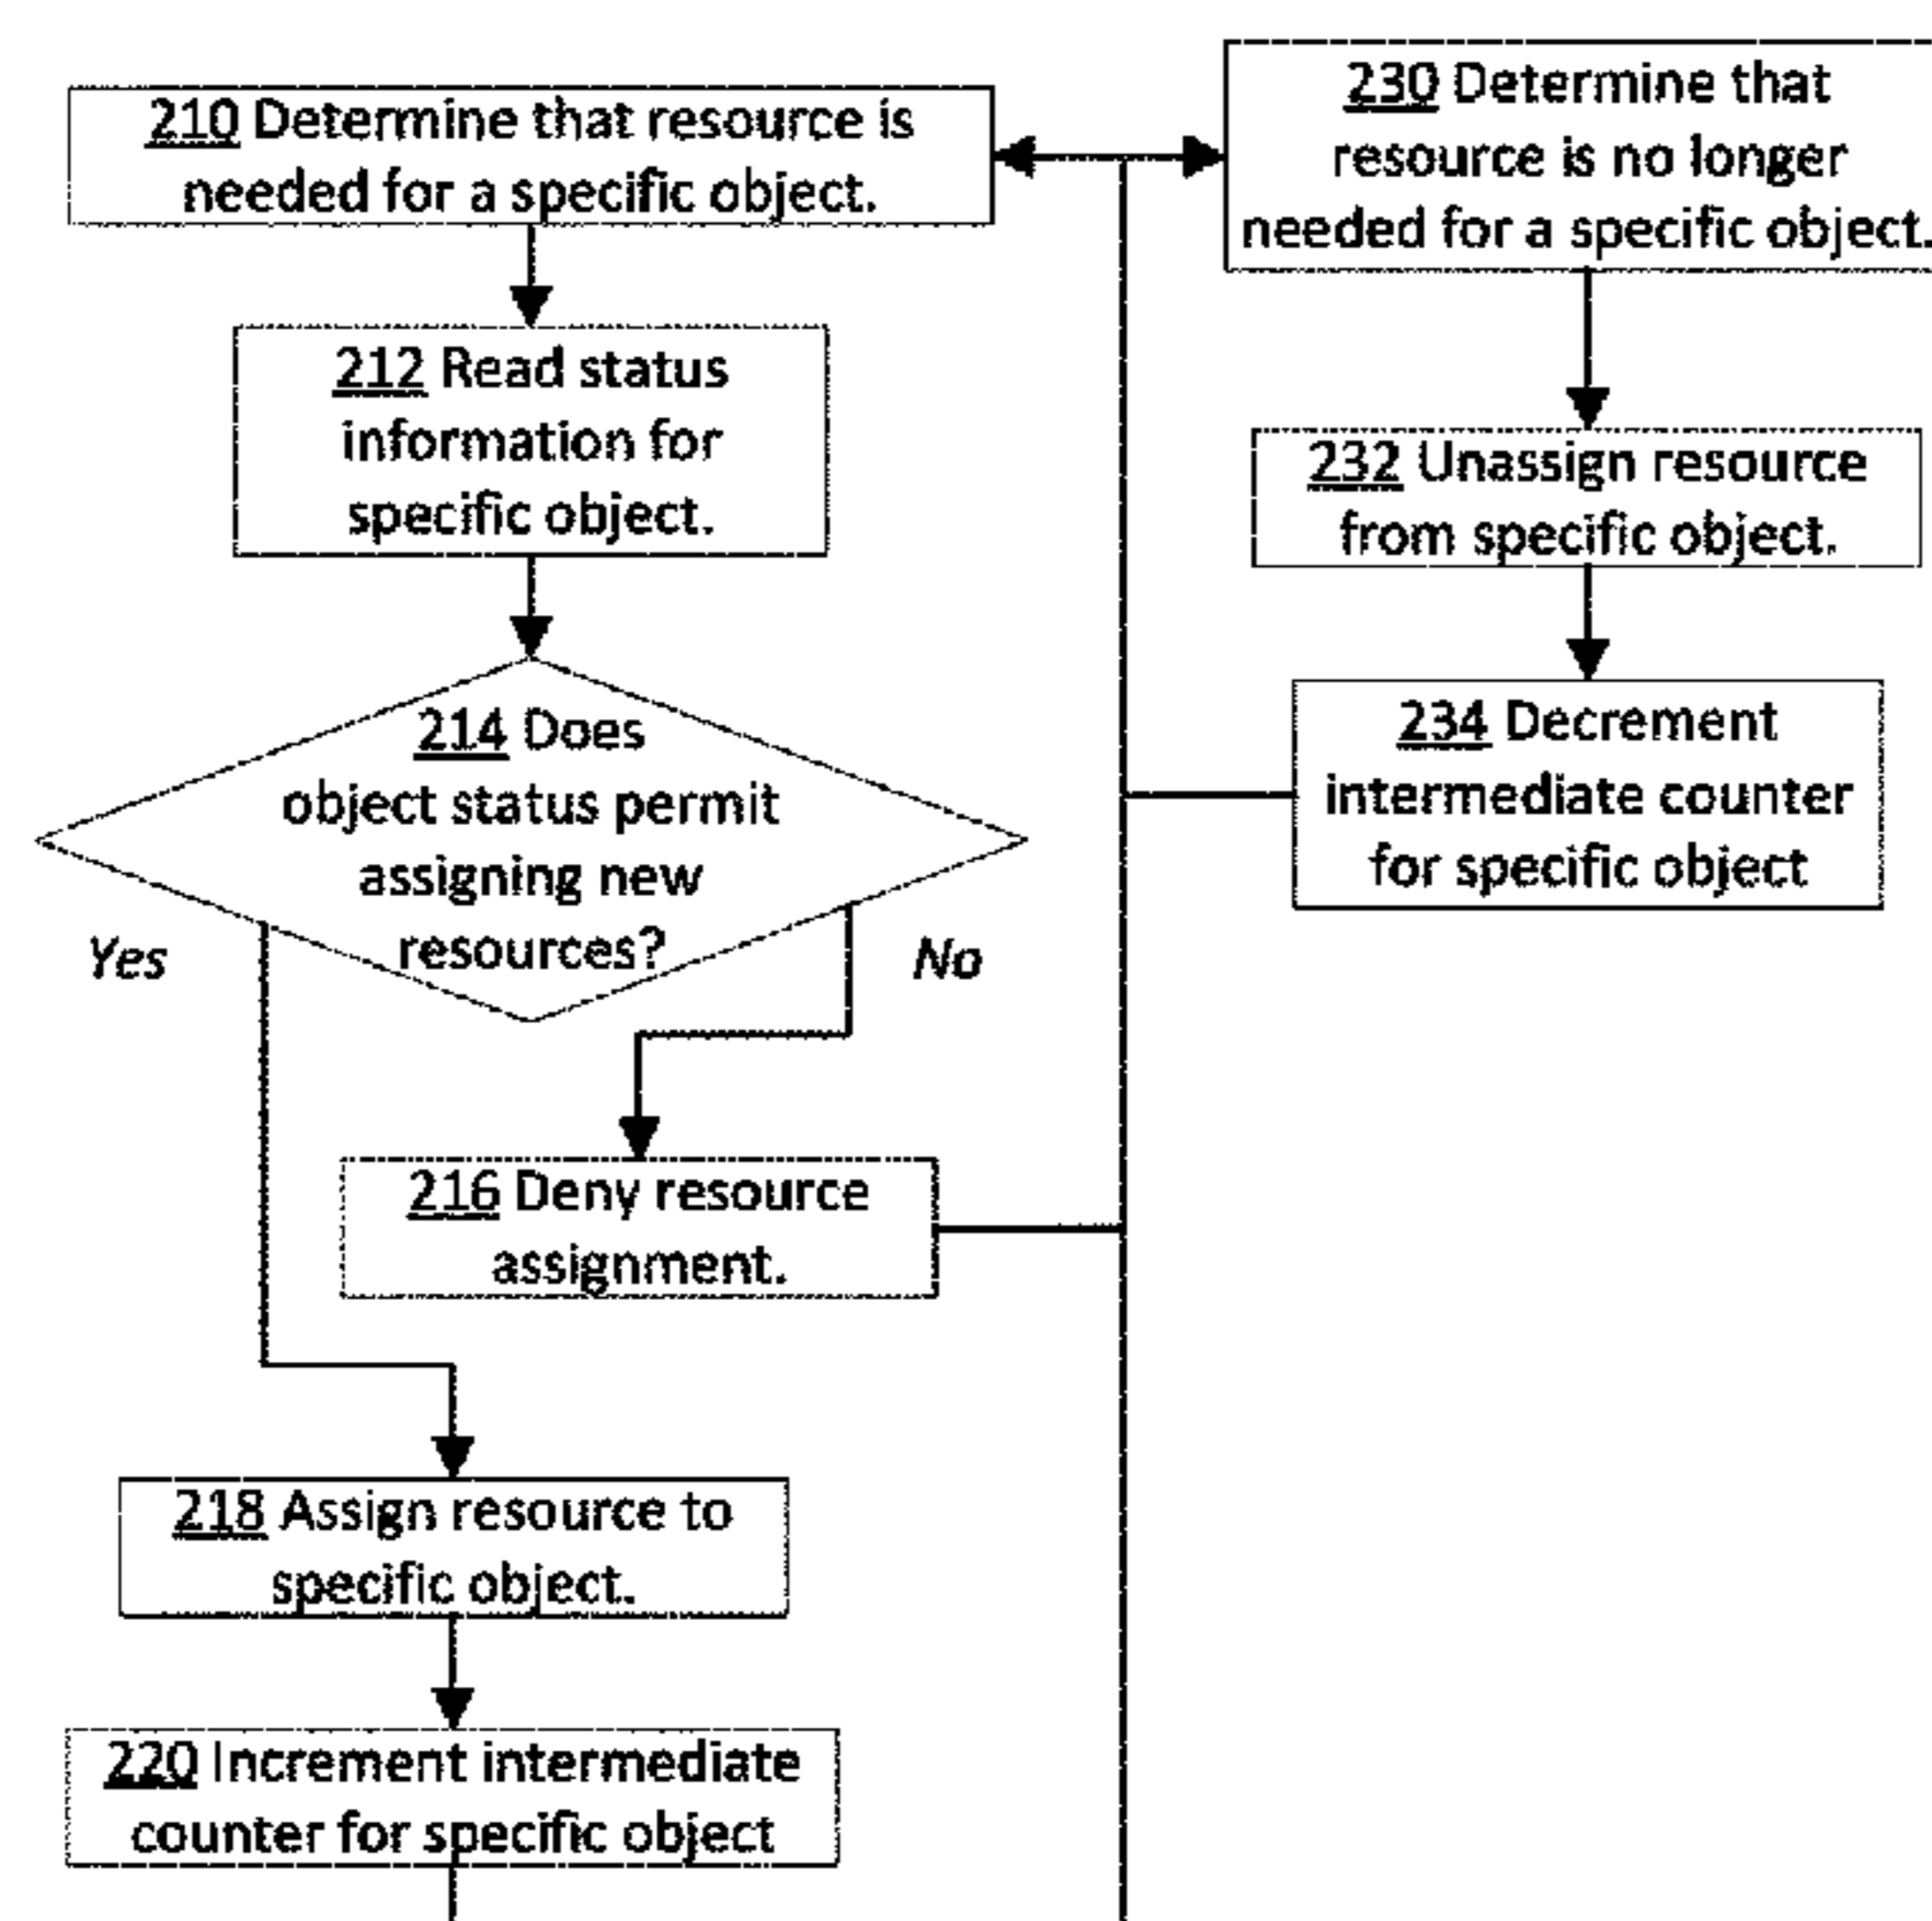 210 Determine that resource is
needed for a specific object.
212 Read status
information for
specific object.
214 Does
object status permit
assigning new
resources?
Yes
No
216 Deny resource
assignment.
218 Assign resource to
specific object.
220 Increment intermediate
counter for specific object
230 Determine that
resource is no longer
needed for a specific object.
232 Unassign resource
from specific object.
234 Decrement
intermediate counter
for specific object